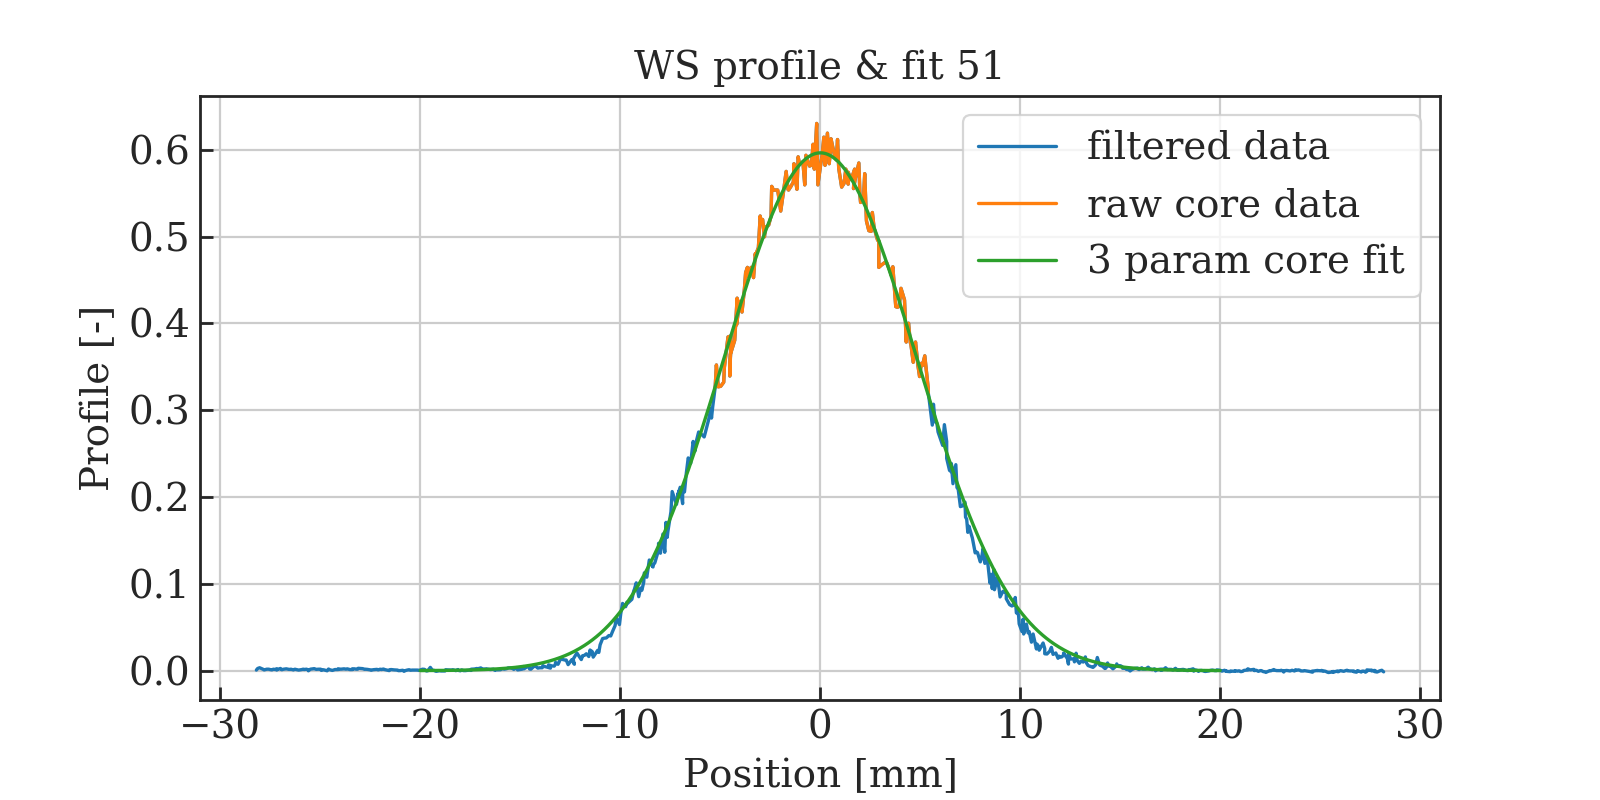 WS profile & fit 51
filtered data
raw core data
3 param core fit
Profile [-]
0.6
0.5
0.4
0.3
0.2
0.1
0.0
−30 −20 −10 0 10 20 30
Position [mm]